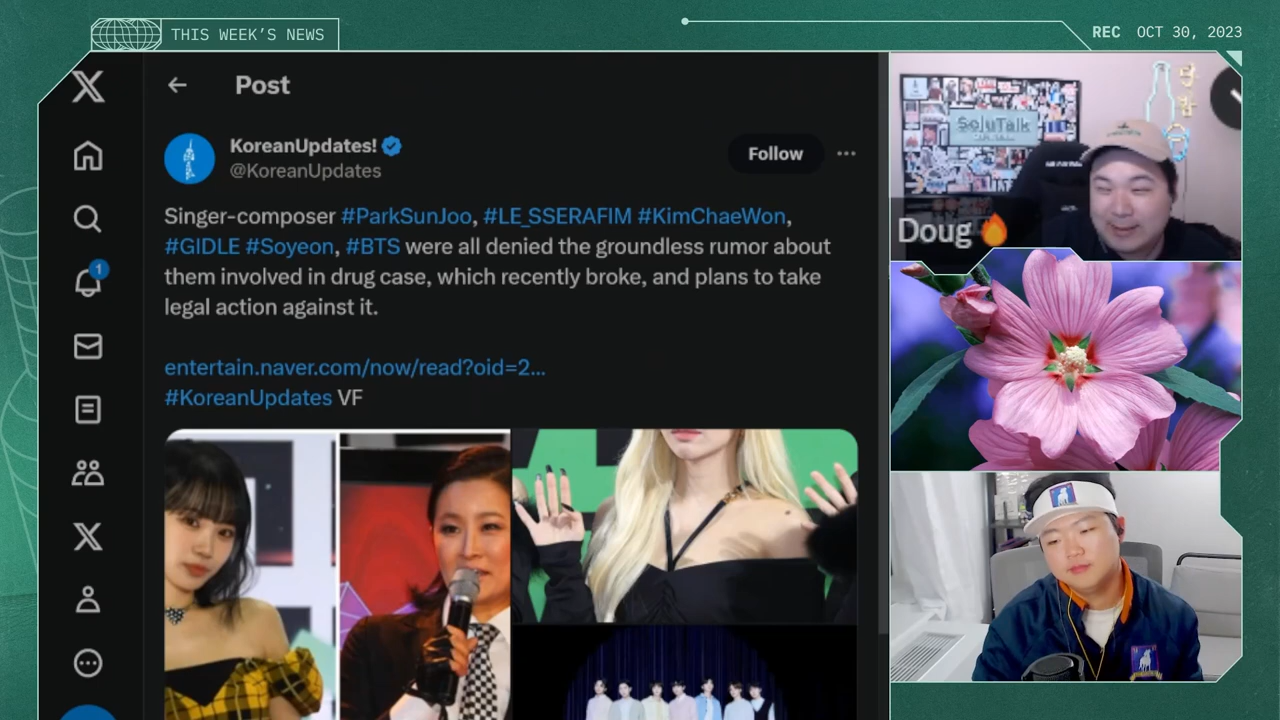 THIS WEEK'S NEWS
REC OCT 30, 2023
Post
KoreanUpdates!
@KoreanUpdates
Follow
Singer-composer #ParkSunJoo, #LE_SSERAFIM #KimChaeWon,
#GIDLE #Soyeon, #BTS were all denied the groundless rumor about
them involved in drug case, which recently broke, and plans to take
legal action against it.
entertain.naver.com/now/read?oid=2...
#KoreanUpdates VF
1
SojuTalk
짠
Doug